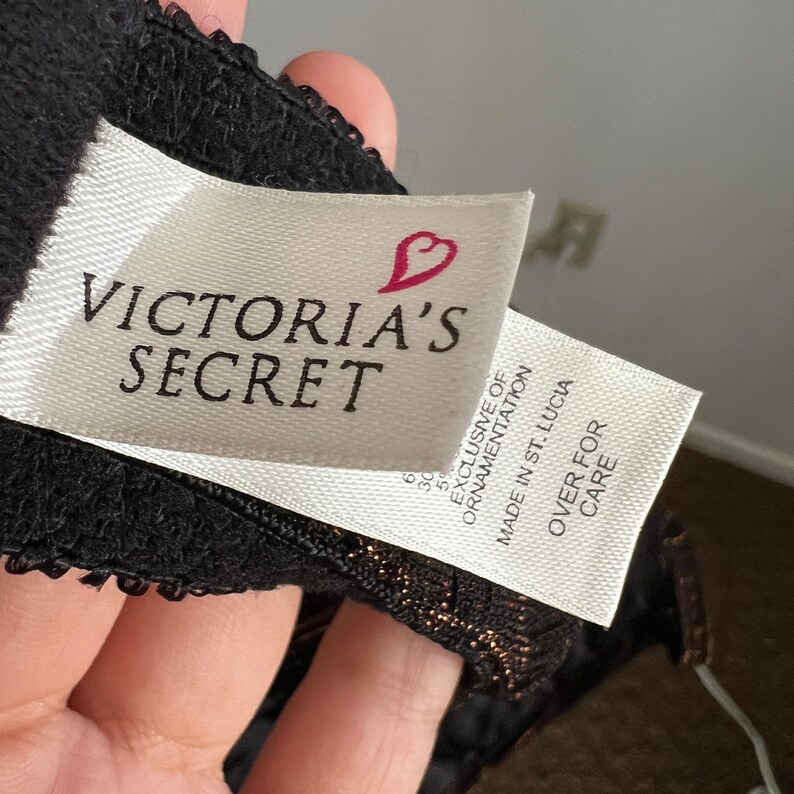 VICTORIA'S
SECRET
EXCLUSIVE OF
ORNAMENTATION
MADE IN ST. LUCIA
OVER FOR
CARE